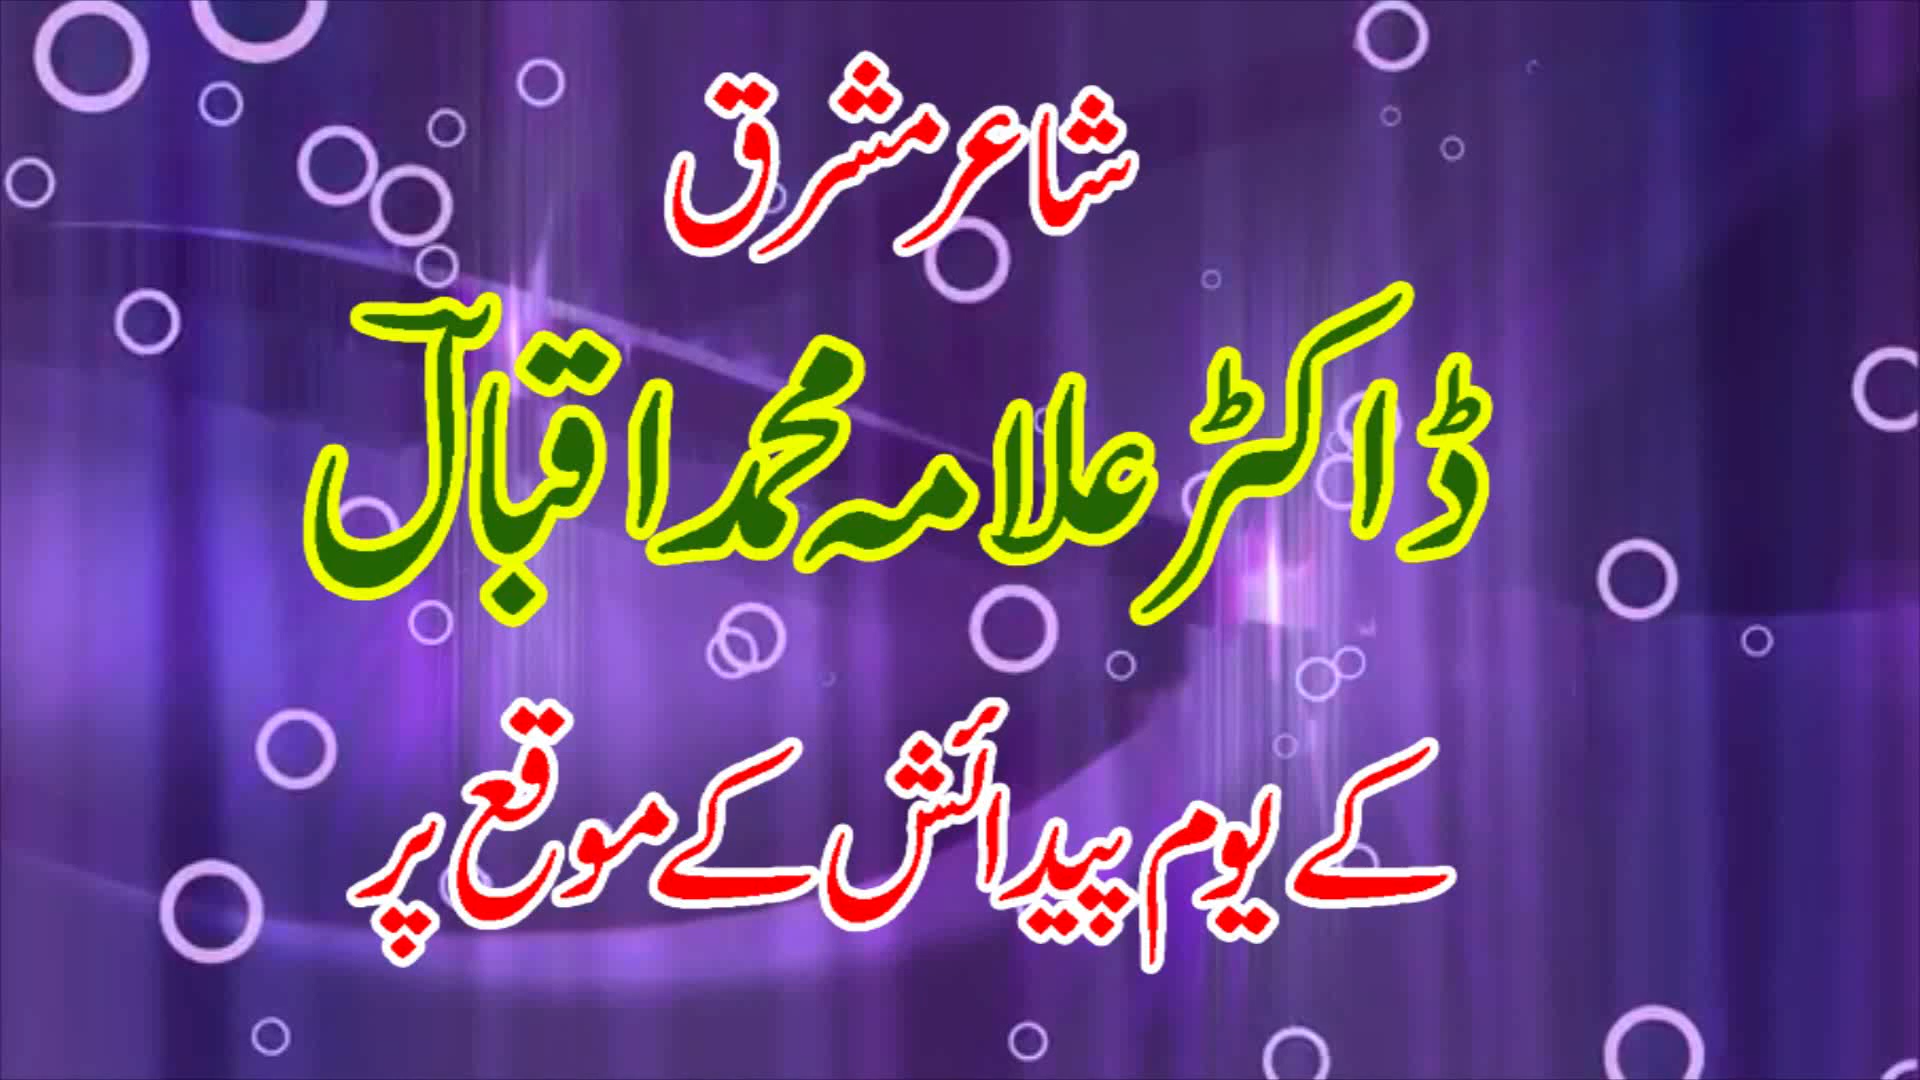 شاعر مشرق
ڈاکٹر علامہ محمد اقبالؒ
کے یوم پیدائش کے موقع پر